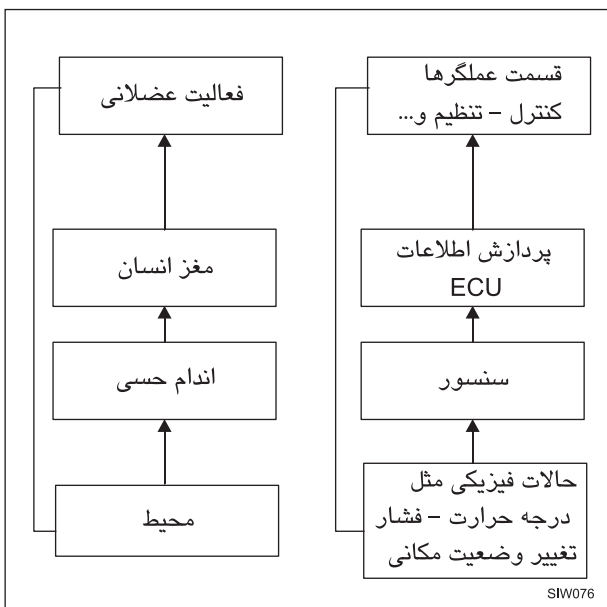 قسمت عملگرها
کنترل – تنظیم و...
پردازش اطلاعات
ECU
سنسور
حالات فیزیکی مثل
درجه حرارت – فشار
تغییر وضعیت مکانی
فعالیت عضلانی
مغز انسان
اندام حسی
محیط
SIW076